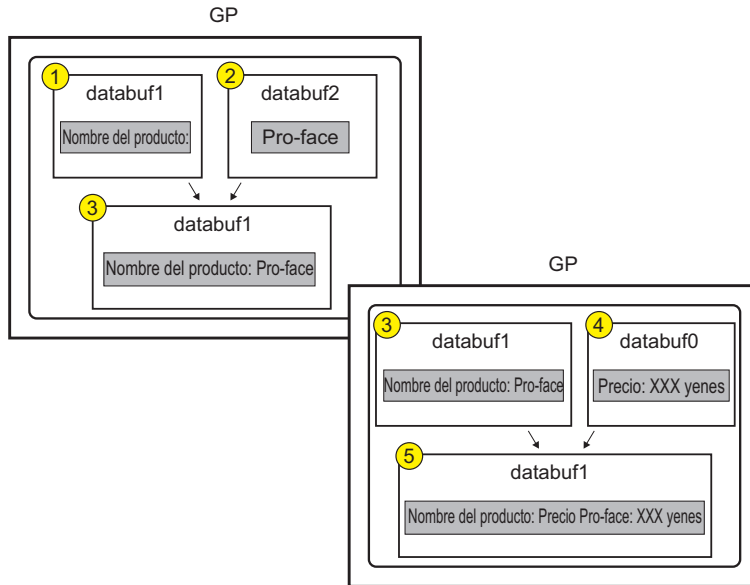 GP
1
2
databuf1
databuf2
Nombre del producto:
Pro-face
3
databuf1
Nombre del producto: Pro-face
GP
3
4
databuf1
databuf0
Nombre del producto: Pro-face
Precio: XXX yenes
5
databuf1
Nombre del producto: Precio Pro-face: XXX yenes